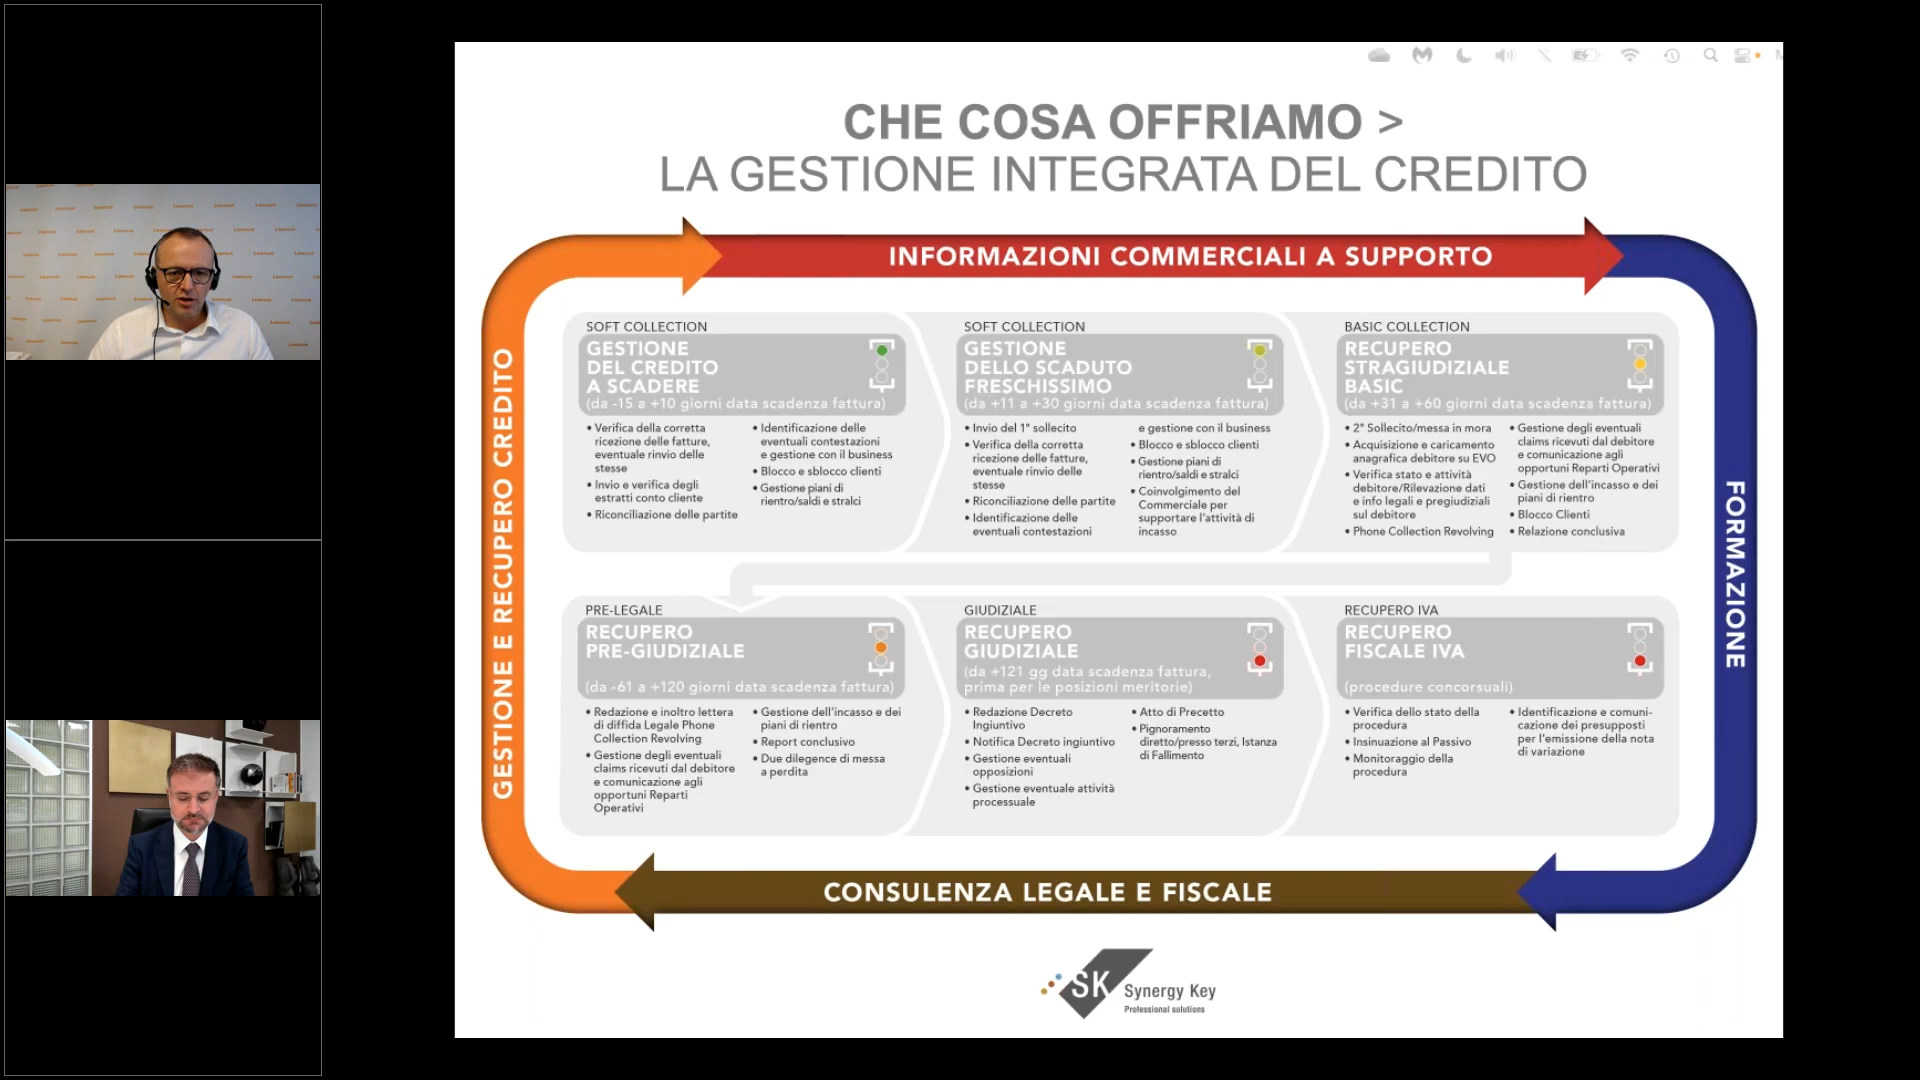 CHE COSA OFFRIAMO >
LA GESTIONE INTEGRATA DEL CREDITO
INFORMAZIONI COMMERCIALI A SUPPORTO
GESTIONE E RECUPERO CREDITO
SOFT COLLECTION
GESTIONE
DEL CREDITO
A SCADERE
(da -15 a +10 giorni data scadenza fattura)
• Verifica della corretta
ricezione delle fatture,
eventuale rinvio delle
stesse
• Invio e verifica degli
estratti conto cliente
• Riconciliazione delle partite
• Identificazione delle
eventuali contestazioni
e gestione con il business
• Blocco e sblocco clienti
• Gestione piani di
rientro/saldi e stralci
SOFT COLLECTION
GESTIONE
DELLO SCADUTO
FRESCHISSIMO
(da +11 a +30 giorni data scadenza fattura)
• Invio del 1° sollecito
• Verifica della corretta
ricezione delle fatture,
eventuale rinvio delle
stesse
• Riconciliazione delle partite
• Identificazione delle
eventuali contestazioni
e gestione con il business
• Blocco e sblocco clienti
• Gestione piani di
rientro/saldi e stralci
• Coinvolgimento del
Commerciale per
supportare l'attività di
incasso
BASIC COLLECTION
RECUPERO
STRAGIUDIZIALE
BASIC
(da +31 a +60 giorni data scadenza fattura)
• 2° Sollecito/messa in mora
• Acquisizione e caricamento
anagrafica debitore su EVO
• Verifica stato e attività
debitore/Rilevazione dati
e info legali e pregiudiziali
sul debitore
• Phone Collection Revolving
• Gestione degli eventuali
claims ricevuti dal debitore
e comunicazione agli
opportuni Reparti Operativi
• Gestione dell'incasso e dei
piani di rientro
• Blocco Clienti
• Relazione conclusiva
FORMAZIONE
PRE-LEGALE
RECUPERO
PRE-GIUDIZIALE
(da -61 a +120 giorni data scadenza fattura)
• Redazione e inoltro lettera
di diffida Legale Phone
Collection Revolving
• Gestione degli eventuali
claims ricevuti dal debitore
e comunicazione agli
opportuni Reparti
Operativi
• Gestione dell'incasso e dei
piani di rientro
• Report conclusivo
• Due dilegence di messa
a perdita
GIUDIZIALE
RECUPERO
GIUDIZIALE
(da +121 gg data scadenza fattura,
prima per le posizioni meritorie)
• Redazione Decreto
Ingiuntivo
• Notifica Decreto ingiuntivo
• Gestione eventuali
opposizioni
• Gestione eventuale attività
processuale
• Atto di Precetto
• Pignoramento
diretto/presso terzi, Istanza
di Fallimento
RECUPERO IVA
RECUPERO
FISCALE IVA
(procedure concorsuali)
• Verifica dello stato della
procedura
• Insinuazione al Passivo
• Monitoraggio della
procedura
• Identificazione e comuni-
cazione dei presupposti
per l'emissione della nota
di variazione
CONSULENZA LEGALE E FISCALE
SK
Synergy Key
Professional solutions